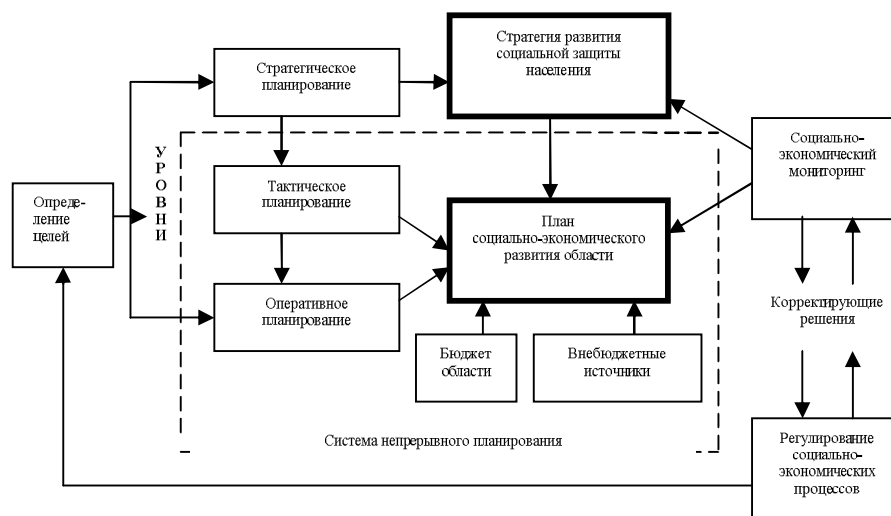 Стратегия развития
социальной защиты
населения
Стратегическое
планирование
УРОВНИ
Социально-
экономический
мониторинг
Тактическое
планирование
Опреде-
ление
целей
План
социально-экономического
развития области
Оперативное
планирование
Корректирующие
решения
Бюджет
области
Внебюджетные
источники
Система непрерывного планирования
Регулирование
социально-
экономических
процессов